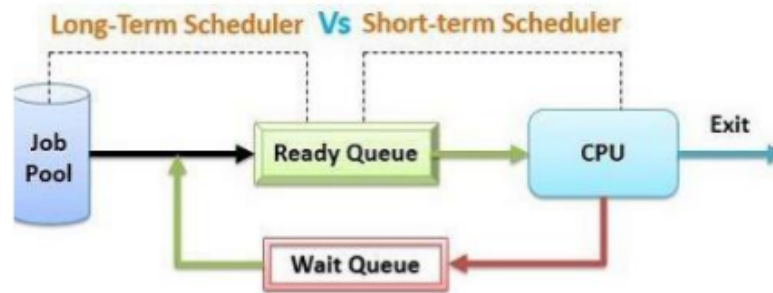 Long-Term Scheduler Vs Short-term Scheduler
Job
Pool
Ready Queue
CPU
Exit
Wait Queue